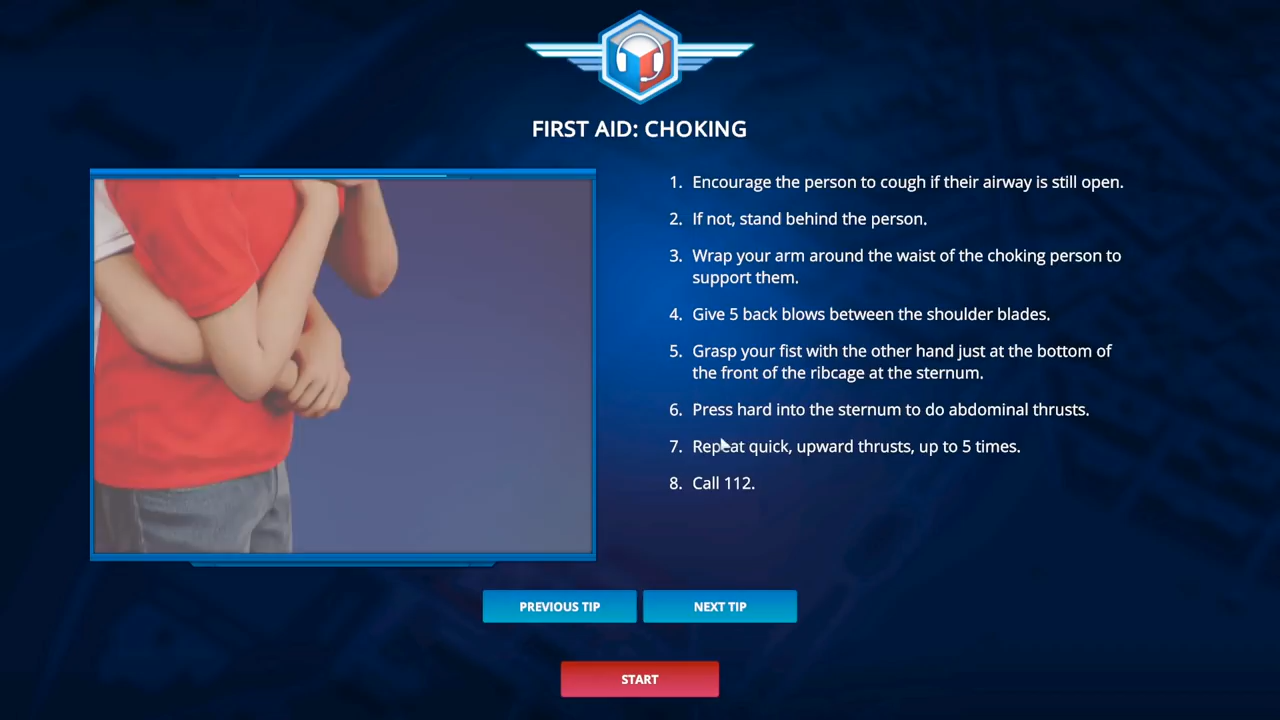 FIRST AID: CHOKING
1. Encourage the person to cough if their airway is still open.
2. If not, stand behind the person.
3. Wrap your arm around the waist of the choking person to
support them.
4. Give 5 back blows between the shoulder blades.
5. Grasp your fist with the other hand just at the bottom of
the front of the ribcage at the sternum.
6. Press hard into the sternum to do abdominal thrusts.
7. Repeat quick, upward thrusts, up to 5 times.
8. Call 112.
PREVIOUS TIP
NEXT TIP
START